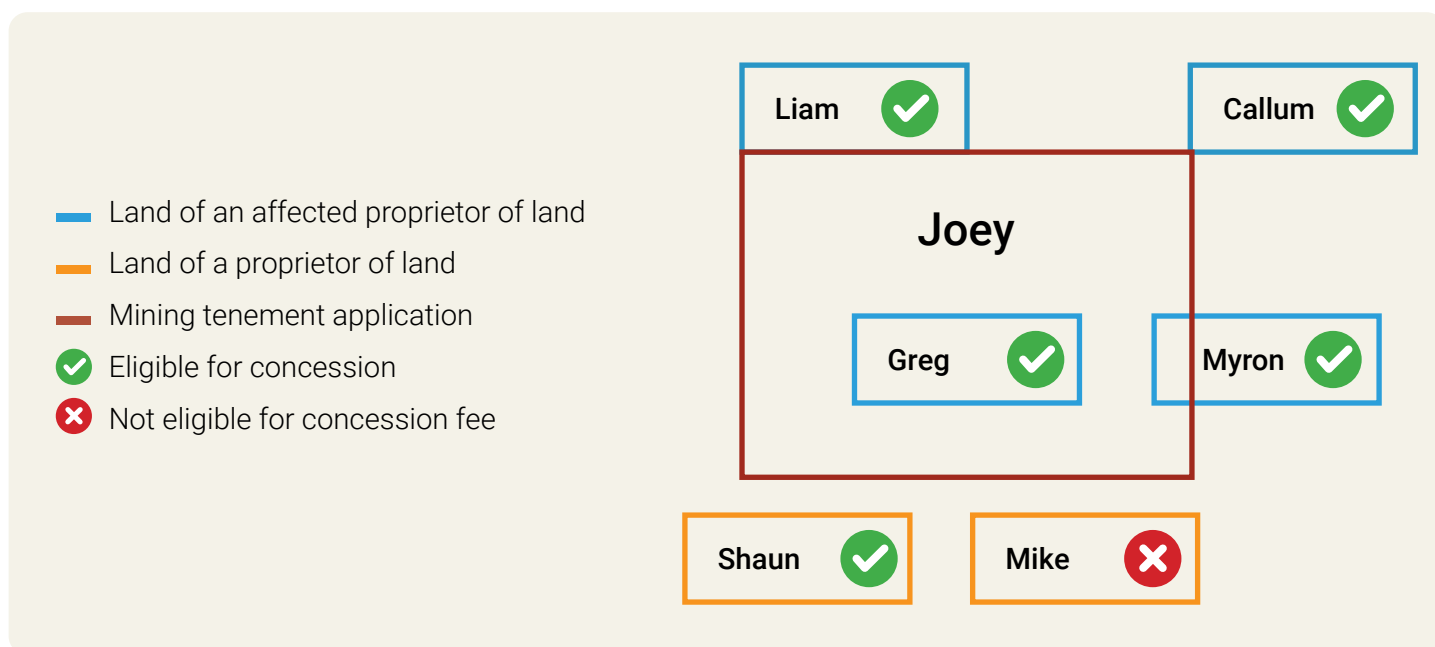 Liam
Callum
Land of an affected proprietor of land
Land of a proprietor of land
Mining tenement application
Eligible for concession
Not eligible for concession fee
Joey
Greg
Myron
Shaun
Mike